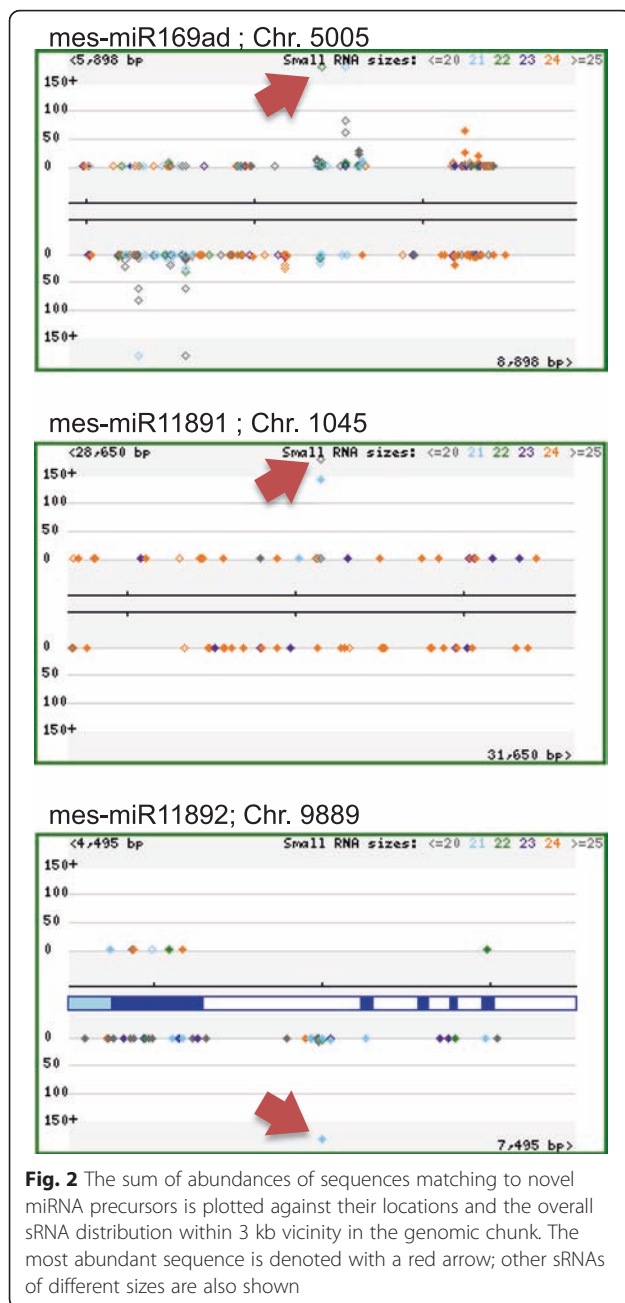 mes-miR169ad ; Chr. 5005
<5,898 bp Small RNA sizes: <=20 21 22 23 24 >=25
150+
100
50
0
0
50
100
150+
8,898 bp>
mes-miR11891 ; Chr. 1045
<28,650 bp Small RNA sizes: <=20 21 22 23 24 >=25
150+
100
50
0
0
50
100
150+
31,650 bp>
mes-miR11892; Chr. 9889
<4,495 bp Small RNA sizes: <=20 21 22 23 24 >=25
150+
100
50
0
0
50
100
150+
7,495 bp>
Fig. 2 The sum of abundances of sequences matching to novel
miRNA precursors is plotted against their locations and the overall
sRNA distribution within 3 kb vicinity in the genomic chunk. The
most abundant sequence is denoted with a red arrow; other sRNAs
of different sizes are also shown